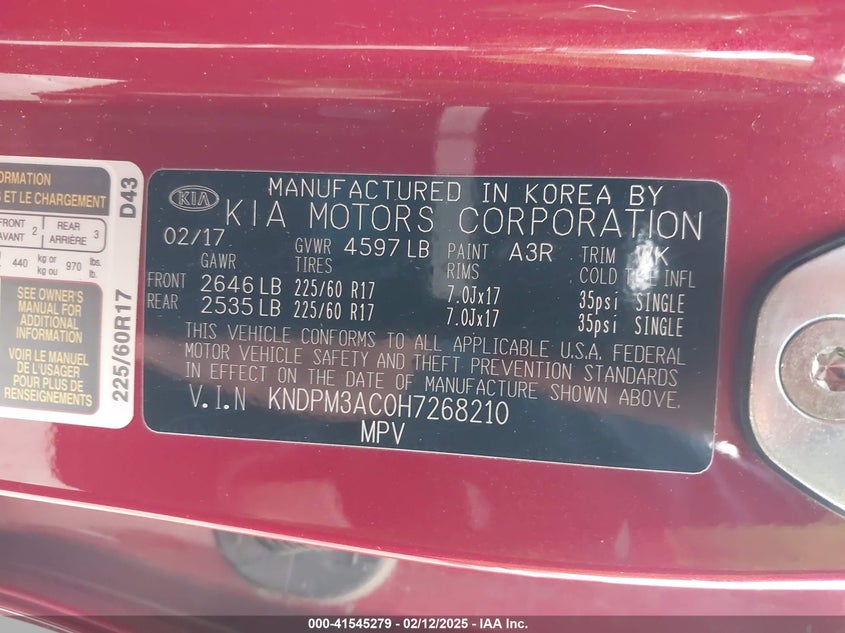 ORMATION
S ET LE CHARGEMENT
FRONT
AVANT 2
REAR
ARRIÈRE 3
440 kg or
kg ou 970 lbs.
lb.
SEE OWNER'S
MANUAL FOR
ADDITIONAL
INFORMATION
VOIR LE MANUEL
DE L'USAGER
POUR PLUS DE
RENSEIGNEMENTS
225/60R17 D43
KIA
MANUFACTURED IN KOREA BY
KIA MOTORS CORPORATION
02/17 GVWR 4597 LB PAINT A3R TRIM
GAWR TIRES RIMS COLD INFL
FRONT 2646 LB 225/60 R17 7.0Jx17 35psi SINGLE
REAR 2535 LB 225/60 R17 7.0Jx17 35psi SINGLE
THIS VEHICLE CONFORMS TO ALL APPLICABLE U.S.A. FEDERAL
MOTOR VEHICLE SAFETY AND THEFT PREVENTION STANDARDS
IN EFFECT ON THE DATE OF MANUFACTURE SHOWN ABOVE.
V.I.N KNDPM3AC0H7268210
MPV
000-41545279 - 02/12/2025 - IAA Inc.